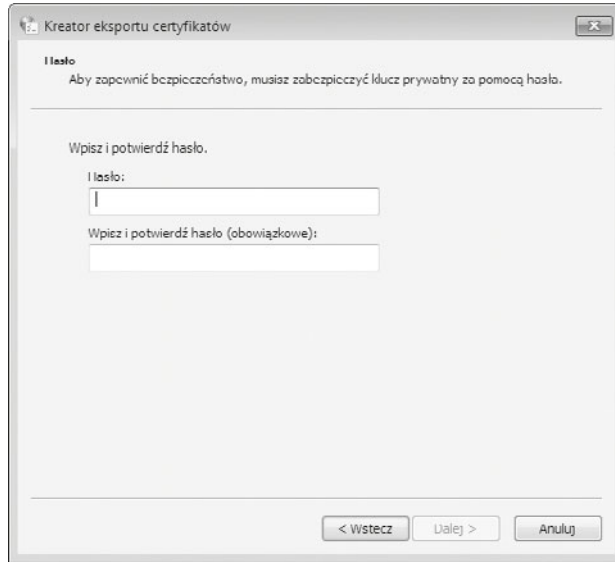 Kreator eksportu certyfikatów
Hasło
Aby zapewnić bezpieczeństwo, musisz zabezpieczyć klucz prywatny za pomocą hasła.
Wpisz i potwierdź hasło.
Hasło:
Wpisz i potwierdź hasło (obowiązkowe):
< Wstecz Dalej > Anuluj